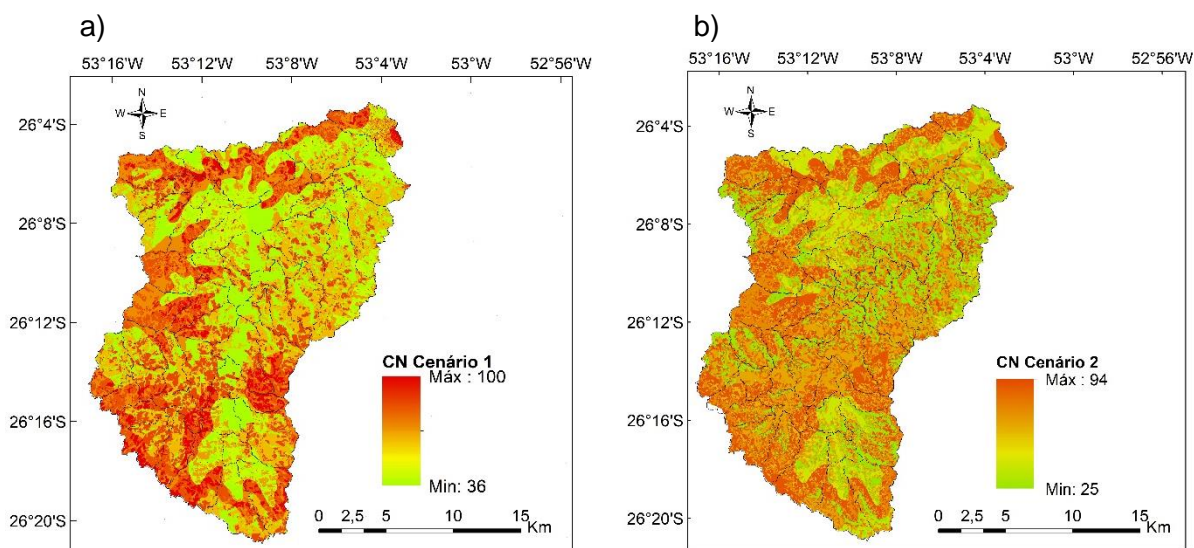 a)
53°16'W 53°12'W 53°8'W 53°4'W 53°W 52°56'W
N
W E
S
26°4'S
26°8'S
26°12'S
26°16'S
26°20'S
CN Cenário 1
Máx : 100
Min: 36
0 2,5 5 10 15
Km
b)
53°16'W 53°12'W 53°8'W 53°4'W 53°W 52°56'W
N
W E
S
26°4'S
26°8'S
26°12'S
26°16'S
26°20'S
CN Cenário 2
Máx : 94
Min : 25
0 2,5 5 10 15
Km